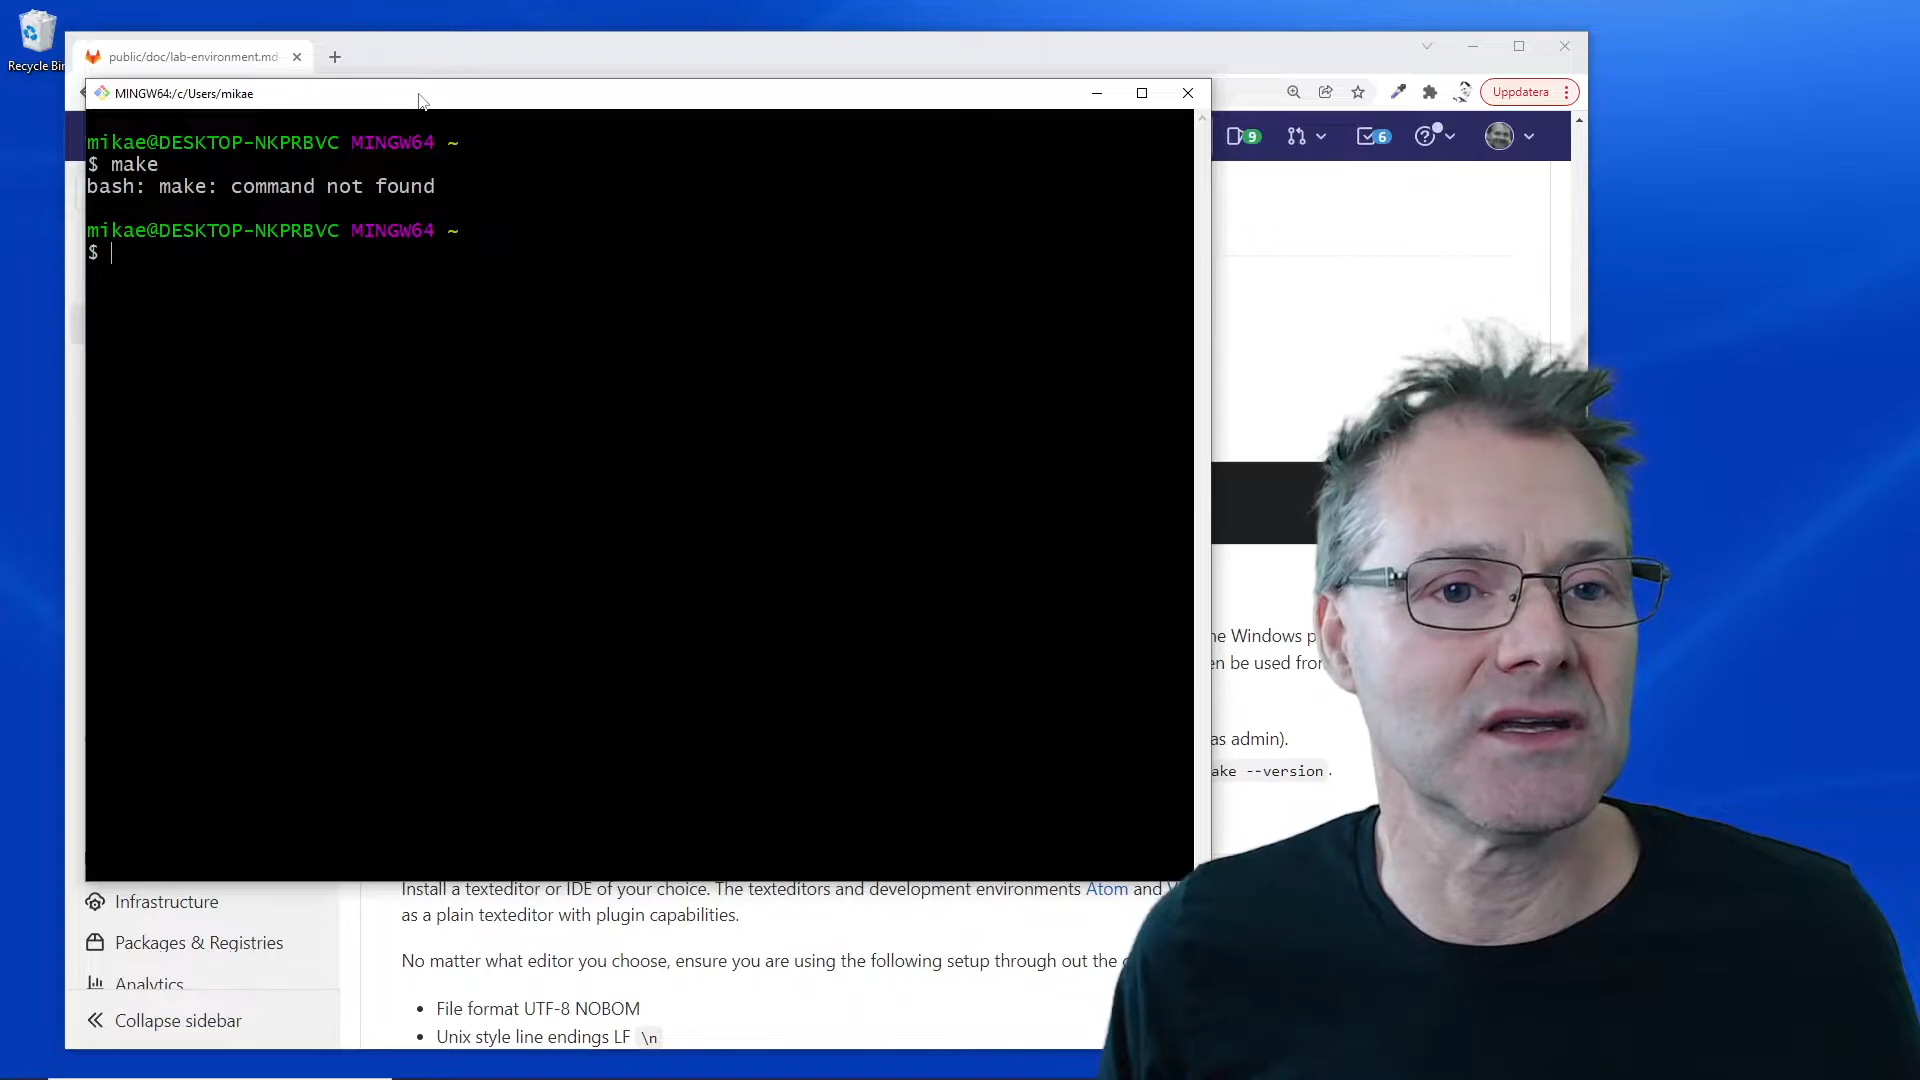 Recycle Bin
public/doc/lab-environment.md
MINGW64:/c/Users/mikae
Uppdatera
9
6
mikae@DESKTOP-NKPRBVC MINGW64 ~
$ make
bash: make: command not found
mikae@DESKTOP-NKPRBVC MINGW64 ~
$
ne Windows p
en be used fror
as admin).
ake --version.
Install a texteditor or IDE of your choice. The texteditors and development environments Atom and
as a plain texteditor with plugin capabilities.
Infrastructure
Packages & Registries
No matter what editor you choose, ensure you are using the following setup through out the
Analytics
File format UTF-8 NOBOM
Collapse sidebar
Unix style line endings LF \n